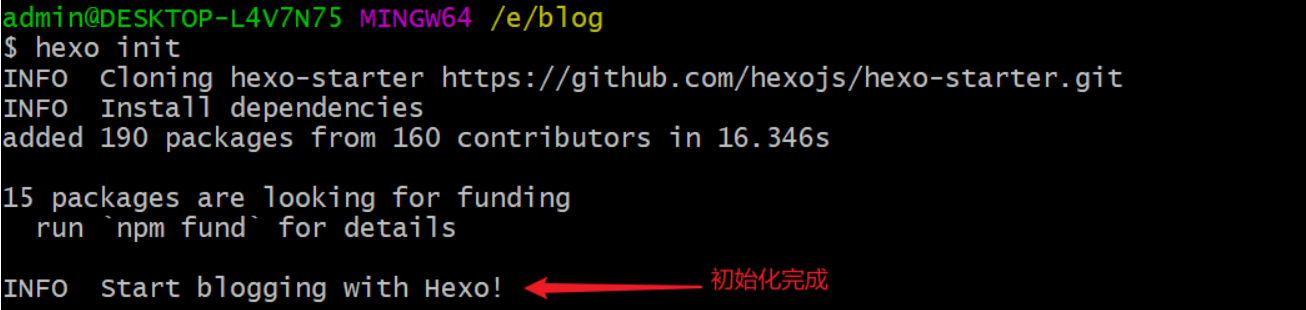 admin@DESKTOP-L4V7N75 MINGW64 /e/blog
$ hexo init
INFO  Cloning hexo-starter https://github.com/hexojs/hexo-starter.git
INFO  Install dependencies
added 190 packages from 160 contributors in 16.346s
15 packages are looking for funding
  run `npm fund` for details
INFO  Start blogging with Hexo! 初始化完成